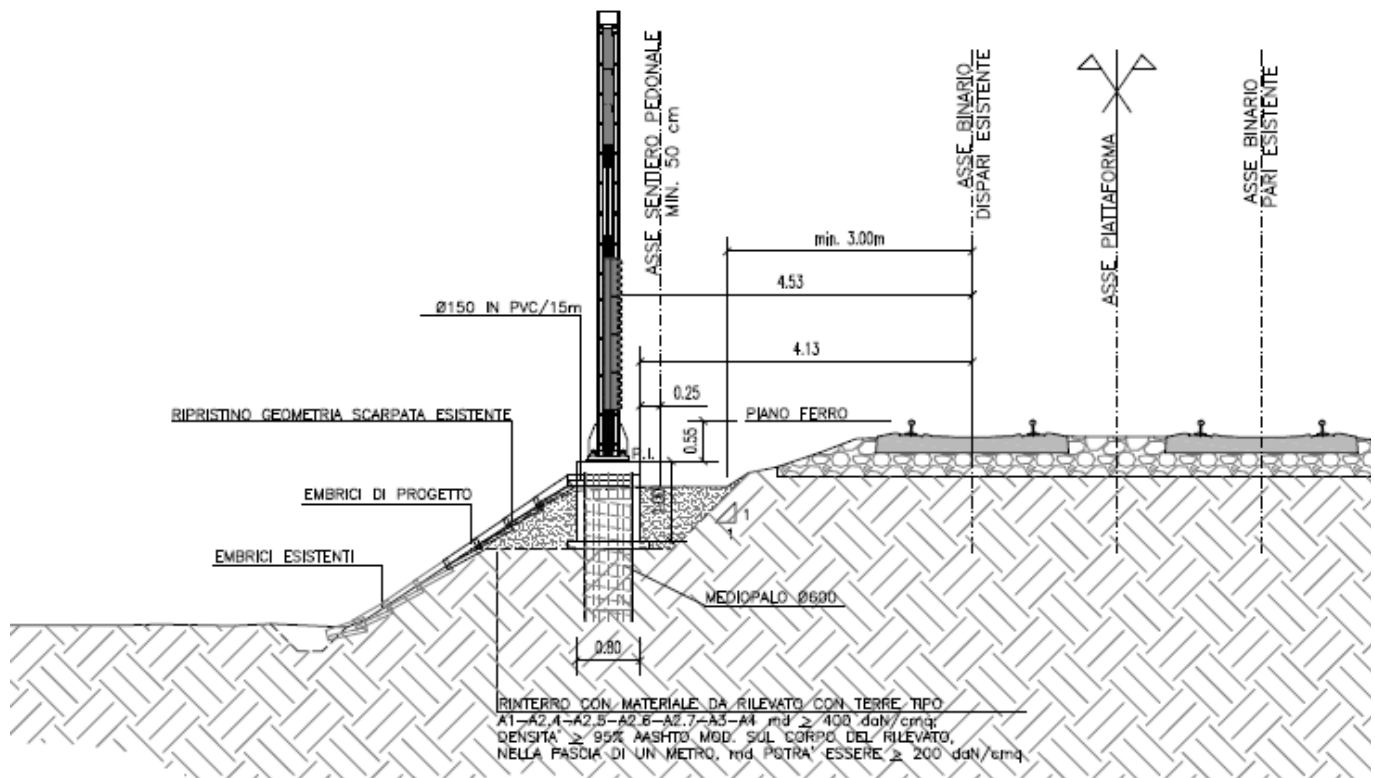 ASSE SENTIERO PEDONALE
MIN. 50 cm
ASSE BINARIO
DISPARI ESISTENTE
ASSE PIATTAFORMA
ASSE BINARIO
PARI ESISTENTE
min. 3.00m
4.53
Ø150 IN PVC/15m
4.13
0.25
RIPRISTINO GEOMETRIA SCARPATA ESISTENTE
PIANO FERRO
0.55
P.I.
EMBRICI DI PROGETTO
1
1
EMBRICI ESISTENTI
MEDIOPALO Ø600
0.80
RINTERRO CON MATERIALE DA RILEVATO CON TERRE TIPO
A1-A2.4-A2.5-A2.6-A2.7-A3-A4 md ≥ 400 daN/cmq;
DENSITA' ≥ 95% AASHTO MOD. SUL CORPO DEL RILEVATO,
NELLA FASCIA DI UN METRO, md POTRA' ESSERE ≥ 200 daN/cmq